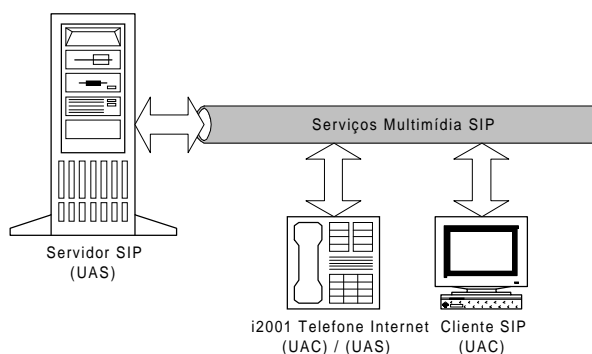 Serviços Multimídia SIP
Servidor SIP
(UAS)
i2001 Telefone Internet
(UAC) / (UAS)
Cliente SIP
(UAC)